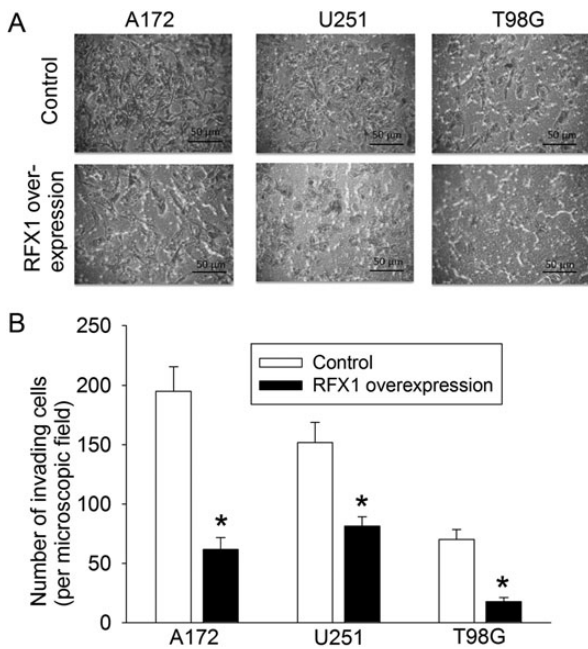 A
A172
U251
T98G
Control
50 µm
50 µm
50 µm
RFX1 over-
expression
50 µm
50 µm
50 µm
B
Number of invading cells
(per microscopic field)
250
200
150
100
50
0
Control
RFX1 overexpression
*
*
*
A172
U251
T98G